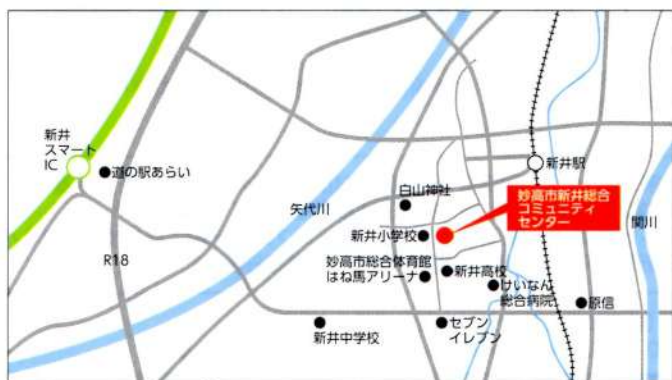 新井
スマート
IC
道の駅あらい
R18
矢代川
白山神社
新井駅
妙高市新井総合
コミュニティ
センター
関川
新井小学校
妙高市総合体育館
はね馬アリーナ
新井高校
けいなん
総合病院
原信
新井中学校
セブン
イレブン